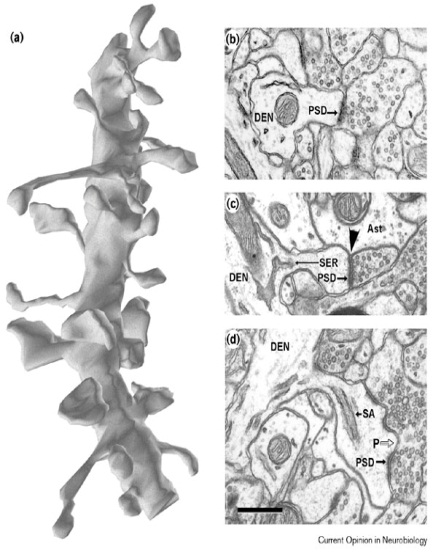 (a)
(b)
DEN
PSD
(c)
Ast
SER
PSD
DEN
(d)
DEN
SA
P
PSD
Current Opinion in Neurobiology